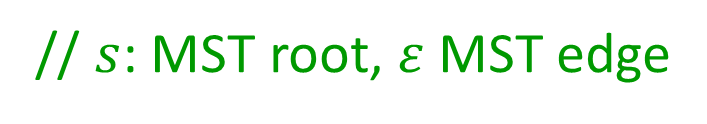 // s: MST root, ε MST edge